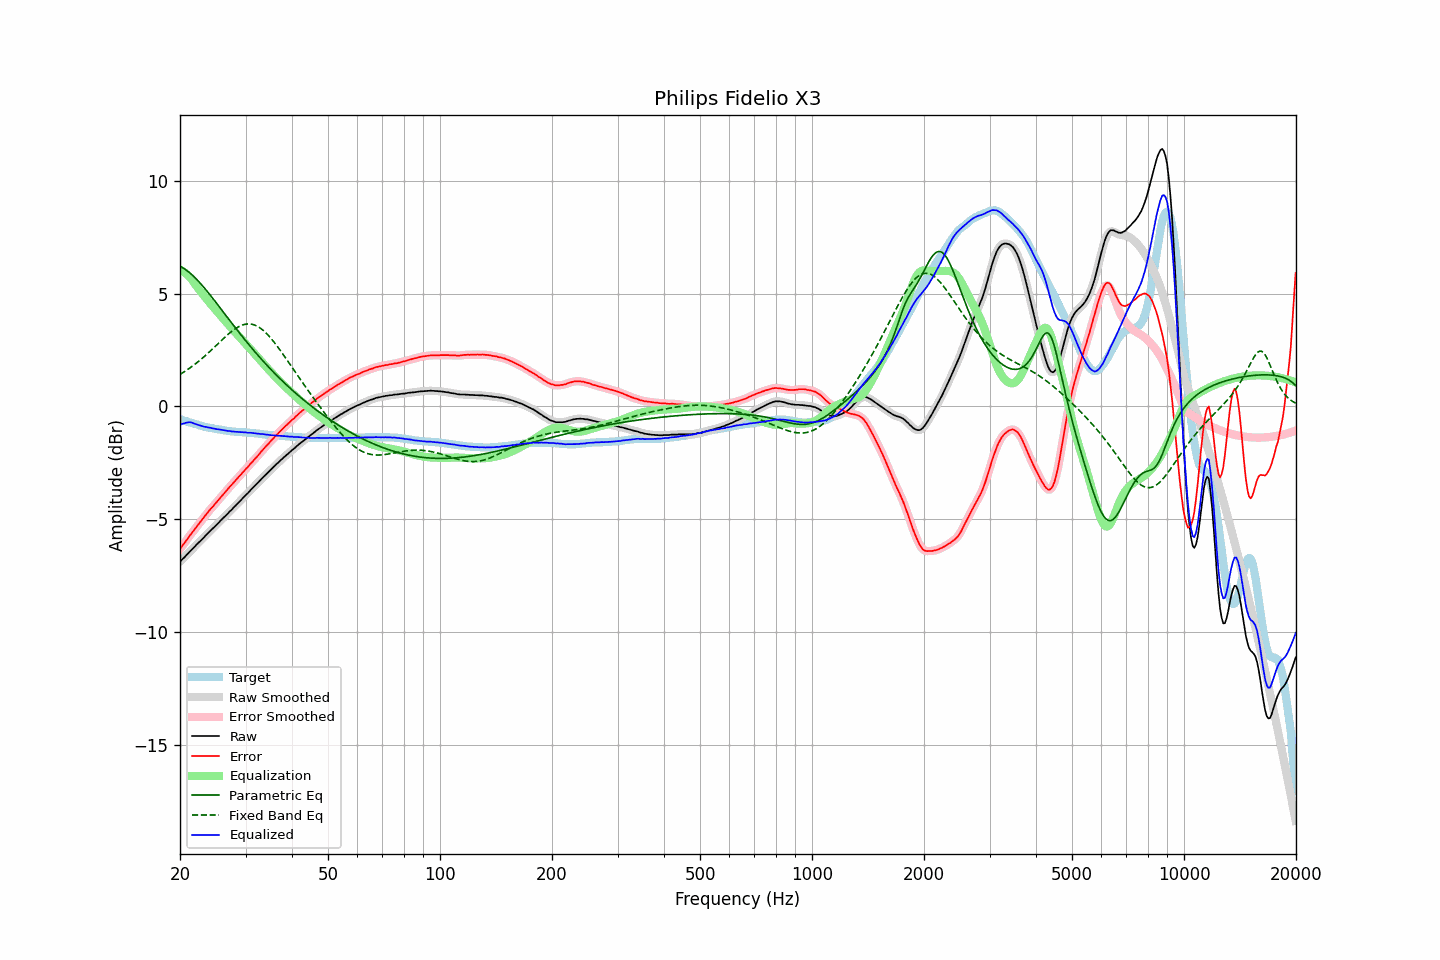 Philips Fidelio X3
Amplitude (dBr)
10
5
0
−5
−10
−15
Target
Raw Smoothed
Error Smoothed
Raw
Error
Equalization
Parametric Eq
Fixed Band Eq
Equalized
20 50 100 200 500 1000 2000 5000 10000 20000
Frequency (Hz)